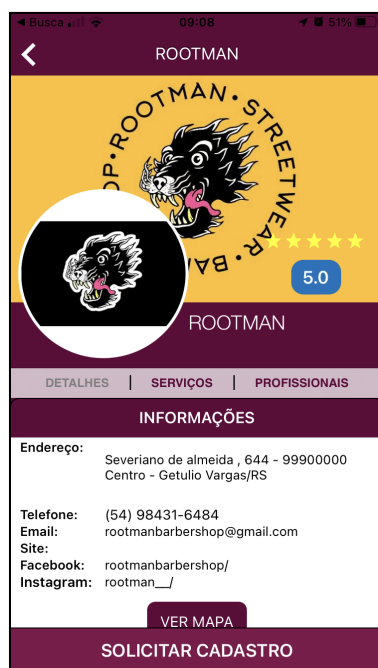 Busca
09:08
51%
ROOTMAN
P • ROOTMAN • STREETWEAR • BA
5.0
ROOTMAN
DETALHES | SERVIÇOS | PROFISSIONAIS
INFORMAÇÕES
Endereço:
Severiano de almeida , 644 - 99900000
Centro - Getulio Vargas/RS
Telefone: (54) 98431-6484
Email: rootmanbarbershop@gmail.com
Site:
Facebook: rootmanbarbershop/
Instagram: rootman__/
VER MAPA
SOLICITAR CADASTRO